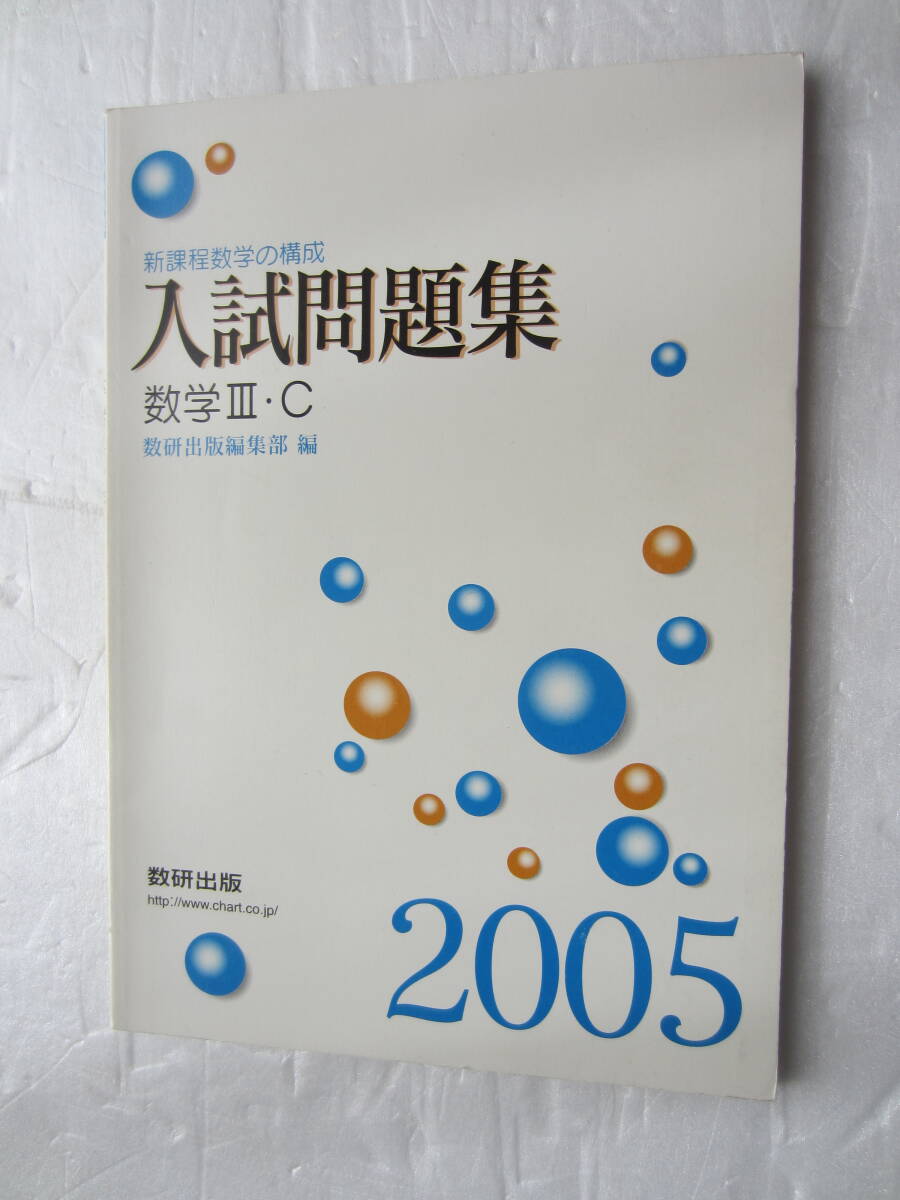 新課程数学の構成
入試問題集
数学Ⅲ・C
数研出版編集部 編
数研出版
http://www.chart.co.jp/
2005